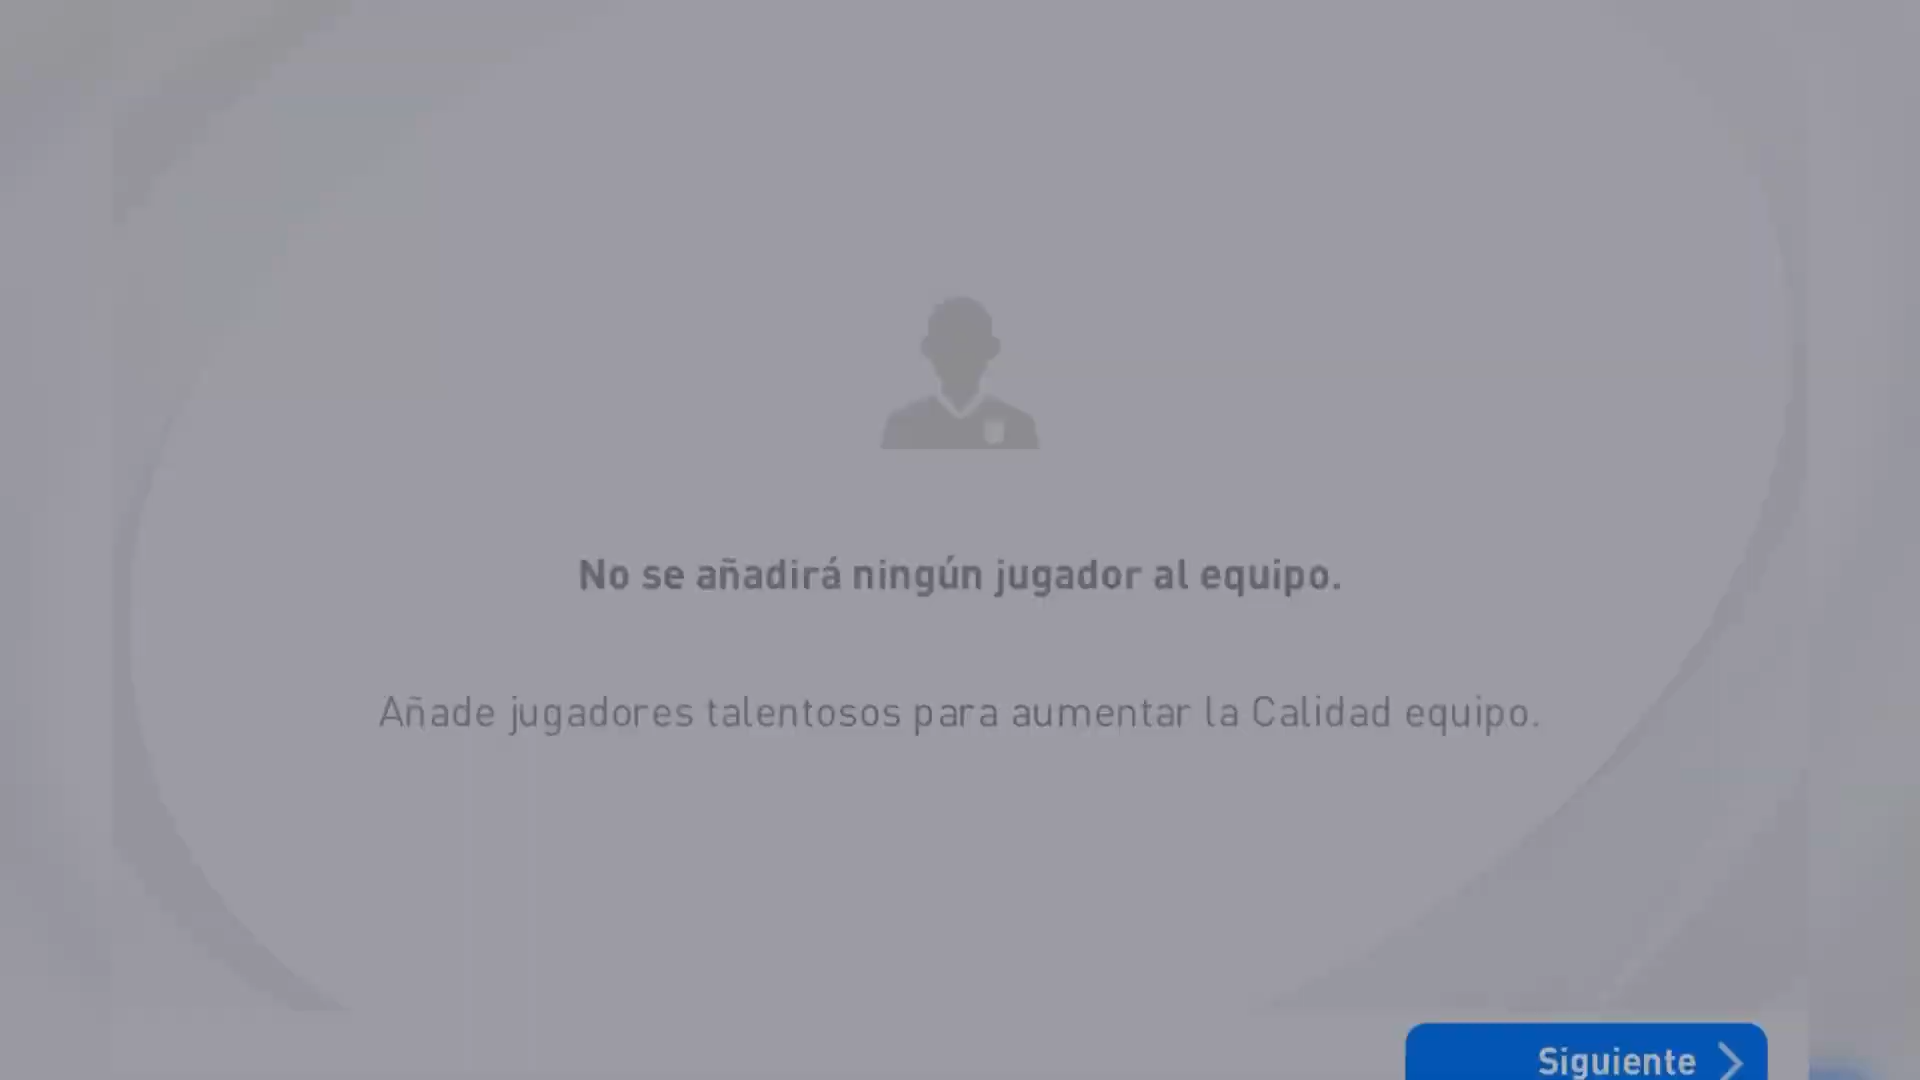 No se añadirá ningún jugador al equipo.
Añade jugadores talentosos para aumentar la Calidad equipo.
Siguiente